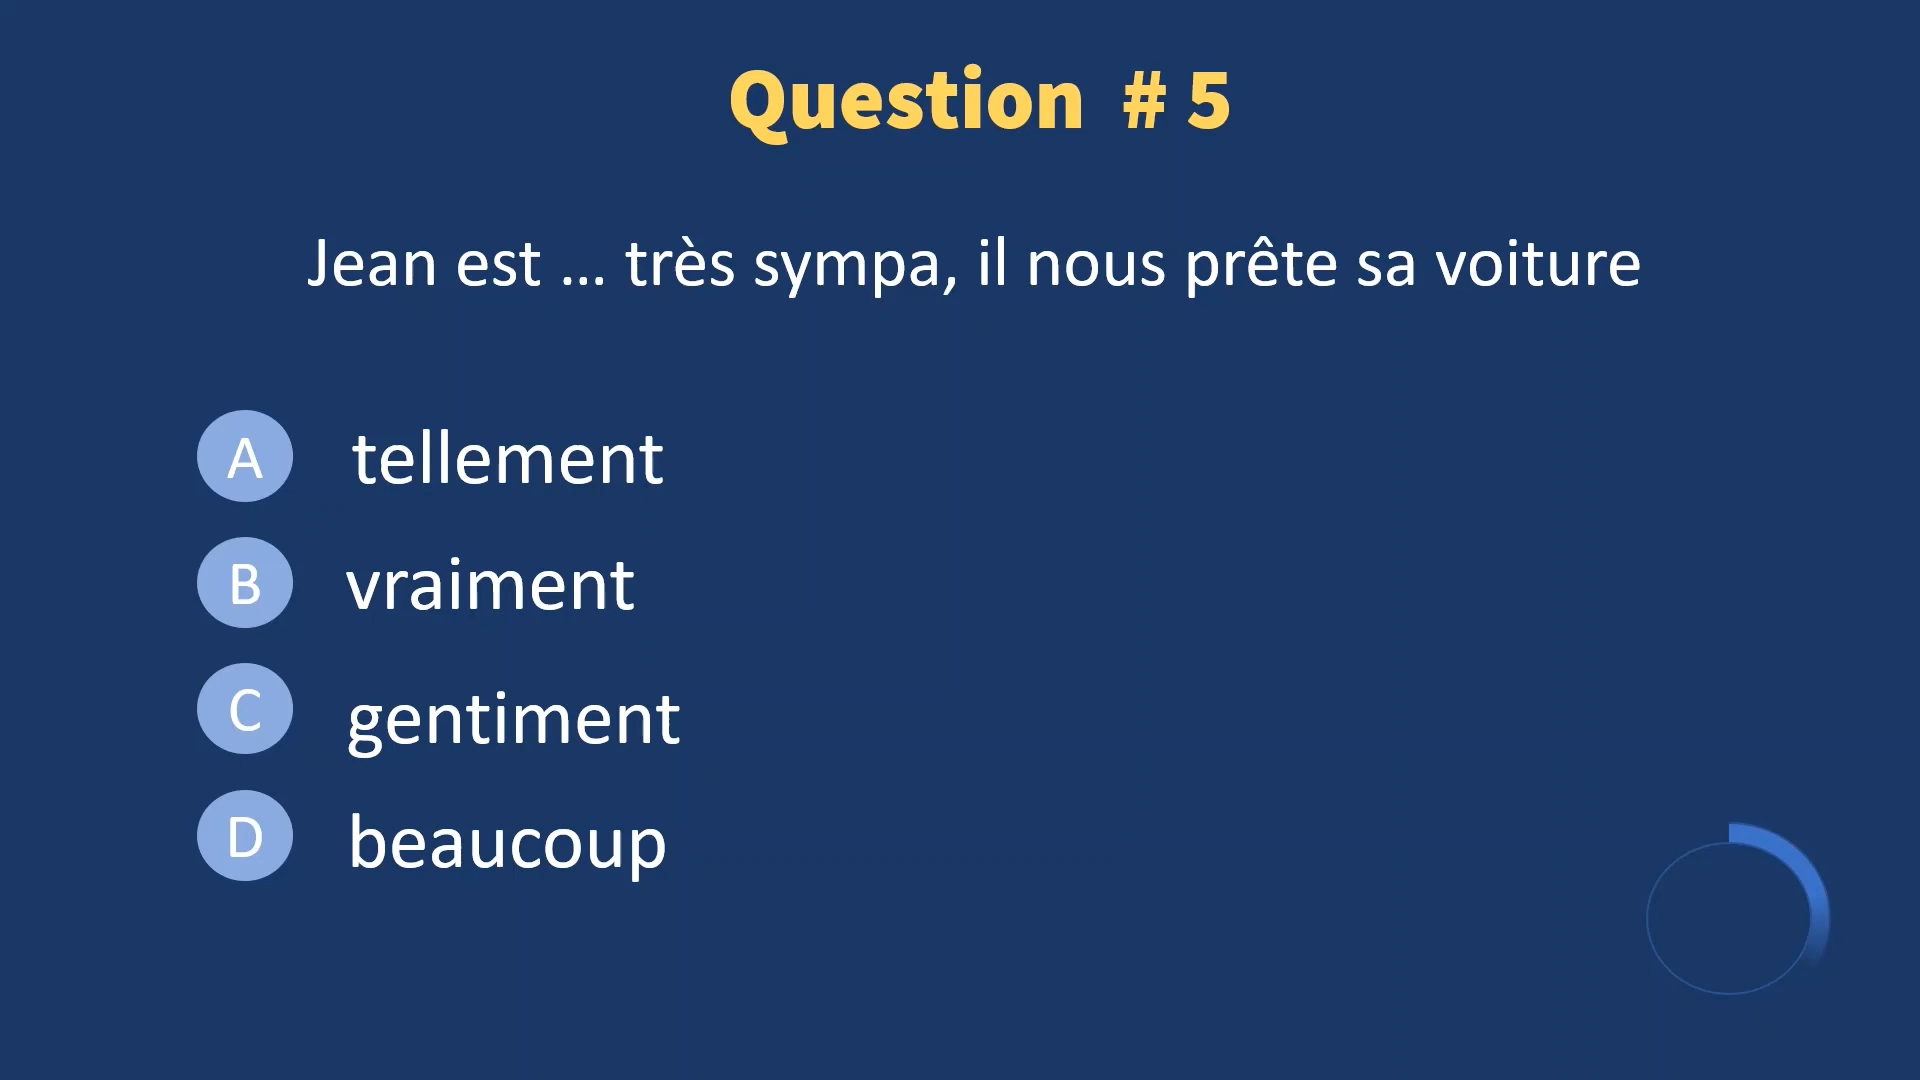 Question # 5
Jean est ... très sympa, il nous prête sa voiture
A tellement
B vraiment
C gentiment
D beaucoup